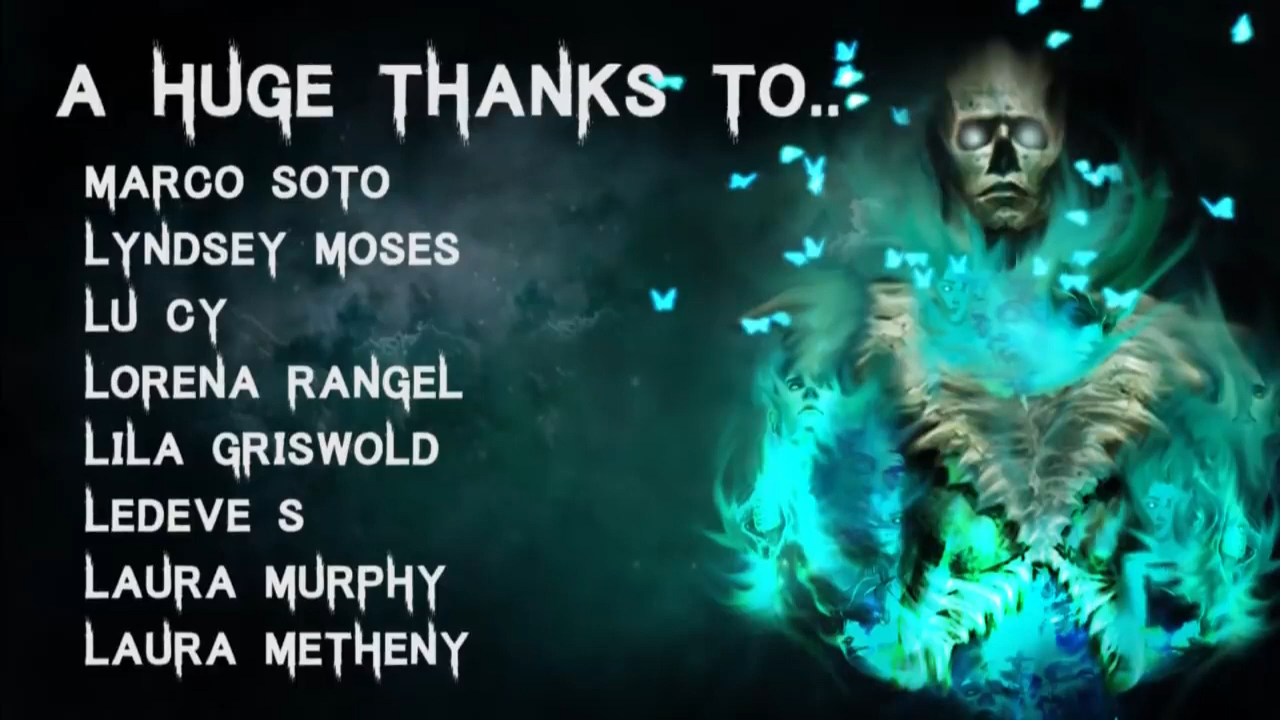 A HUGE THANKS TO..
MARCO SOTO
LYNDSEY MOSES
LU CY
LORENA RANGEL
LILA GRISWOLD
LEDEVE S
LAURA MURPHY
LAURA METHENY